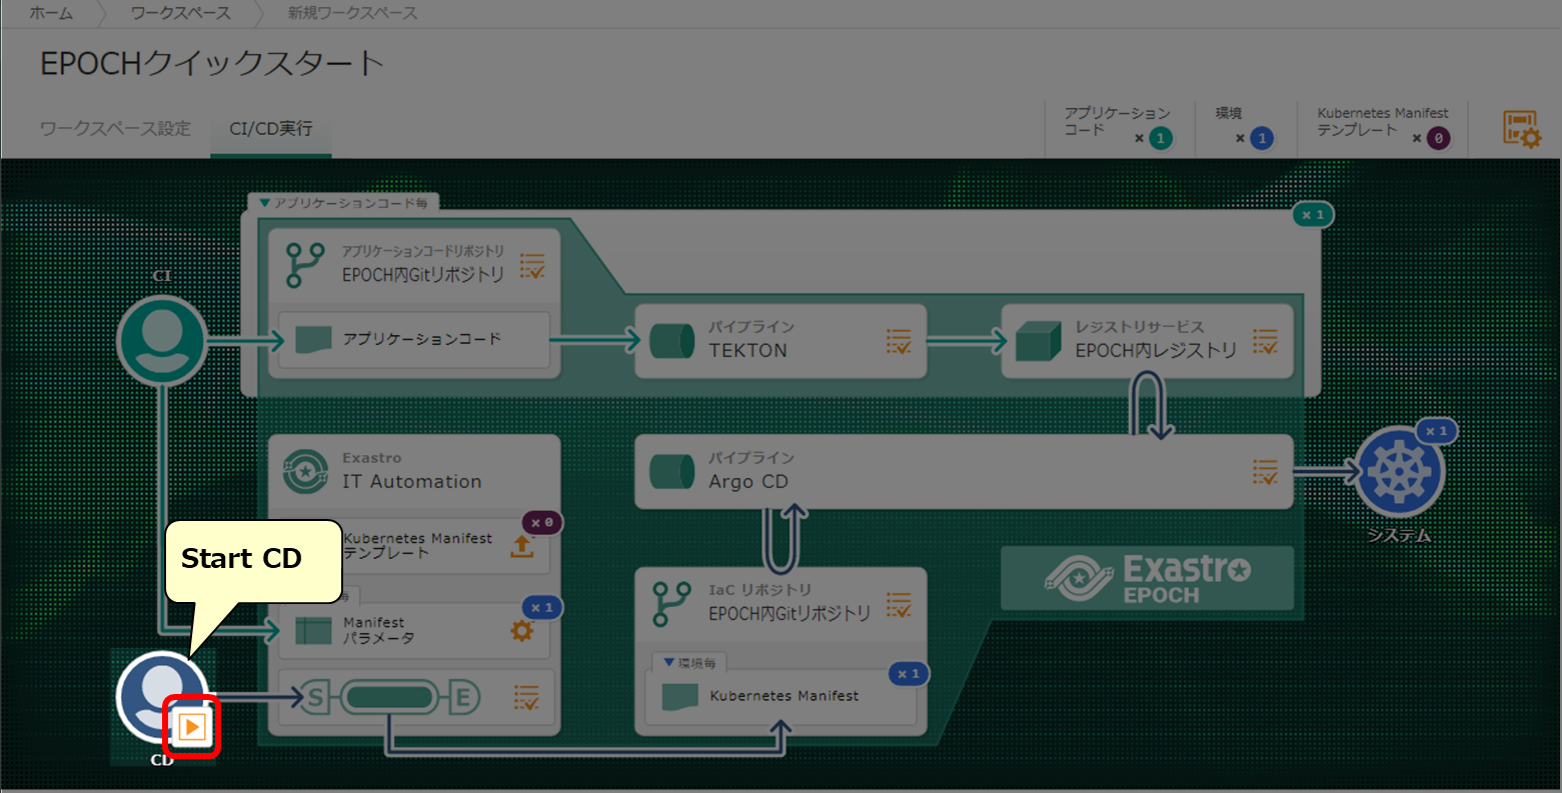 ホーム
ワークスペース
新規ワークスペース
EPOCHクイックスタート
ワークスペース設定
CI/CD実行
アプリケーション
コード
× 1
環境
× 1
Kubernetes Manifest
テンプレート
× 0
▼アプリケーションコード毎
× 1
アプリケーションコードリポジトリ
EPOCH内Gitリポジトリ
CI
アプリケーションコード
パイプライン
TEKTON
レジストリサービス
EPOCH内レジストリ
Exastro
IT Automation
パイプライン
Argo CD
× 1
システム
× 0
Kubernetes Manifest
テンプレート
Start CD
Exastro
EPOCH
毎
× 1
Manifest
パラメータ
IaC リポジトリ
EPOCH内Gitリポジトリ
▼環境毎
× 1
Kubernetes Manifest
S
E
CD